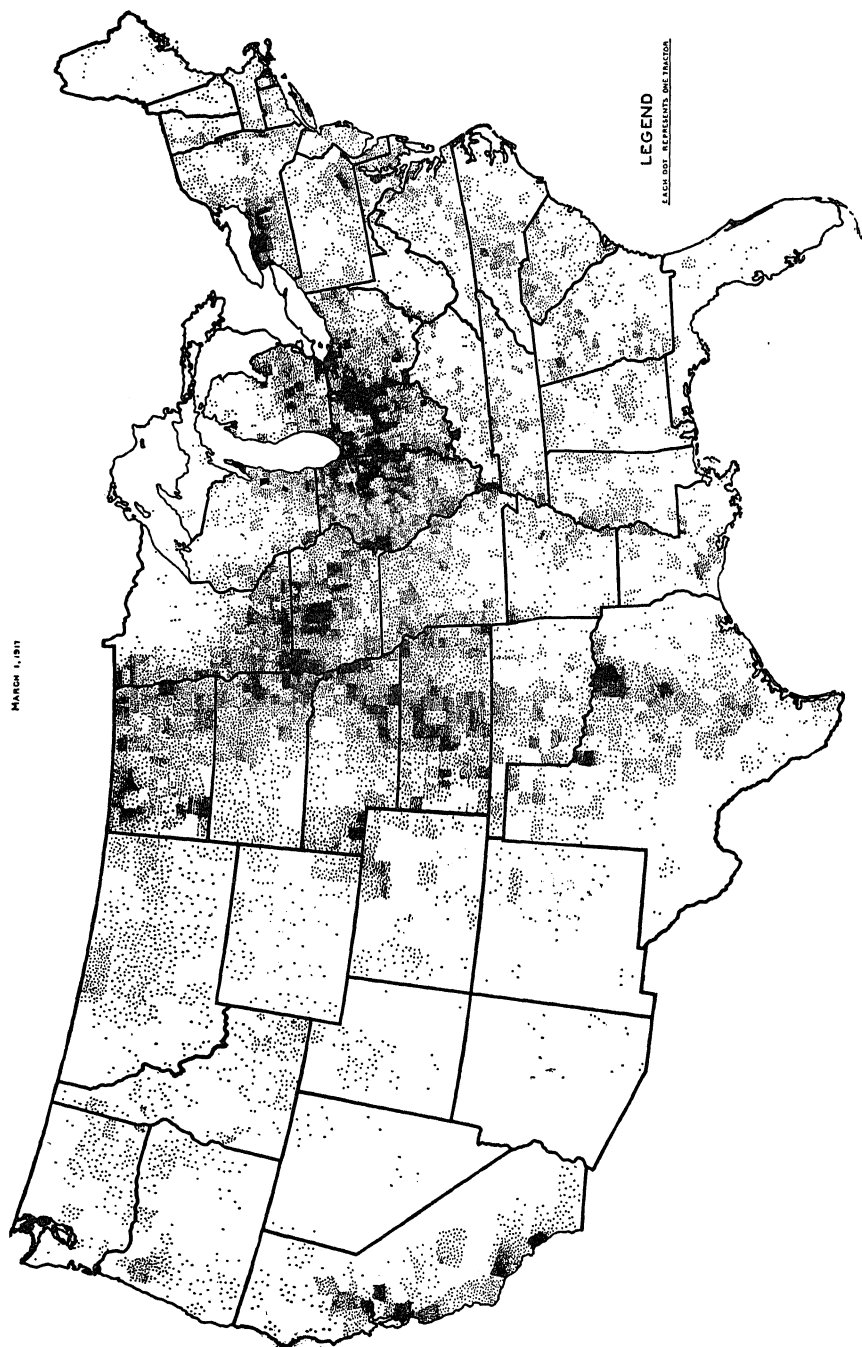 MARCH 1, 1917
LEGEND
EACH DOT REPRESENTS ONE TRACTOR